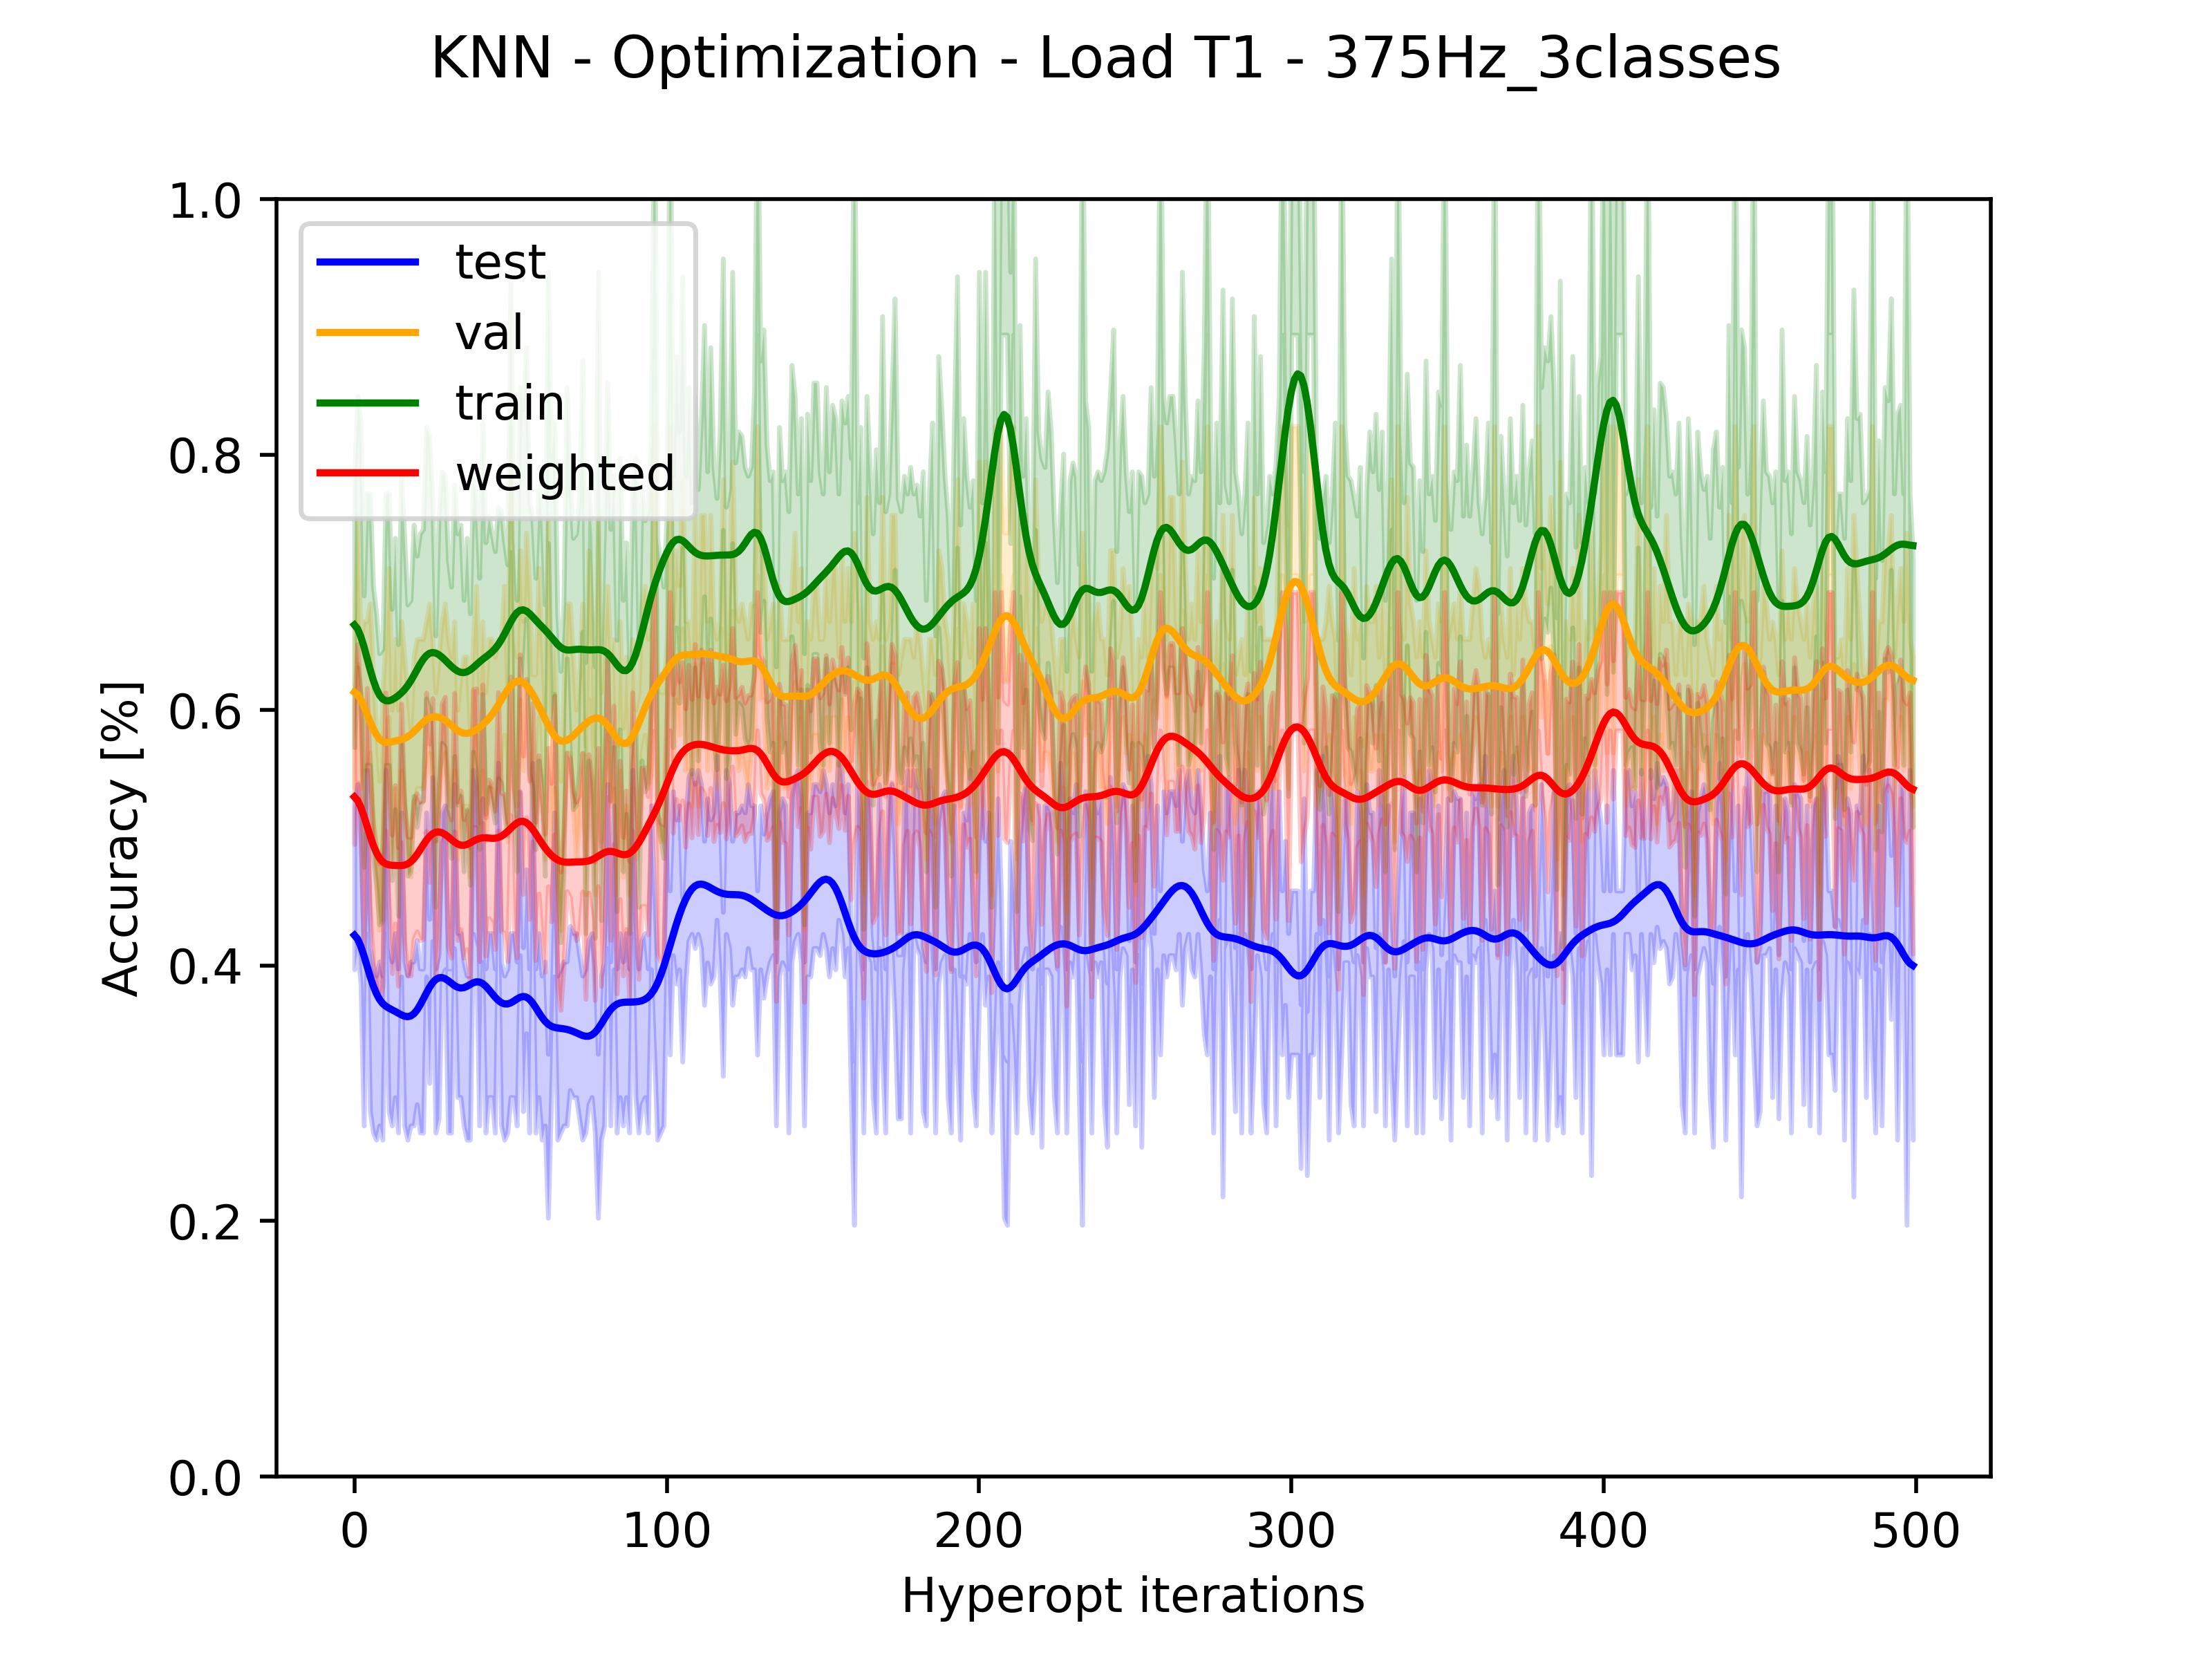 KNN - Optimization - Load T1 - 375Hz_3classes
1.0
0.8
0.6
0.4
0.2
0.0
Accuracy [%]
test
val
train
weighted
0 100 200 300 400 500
Hyperopt iterations